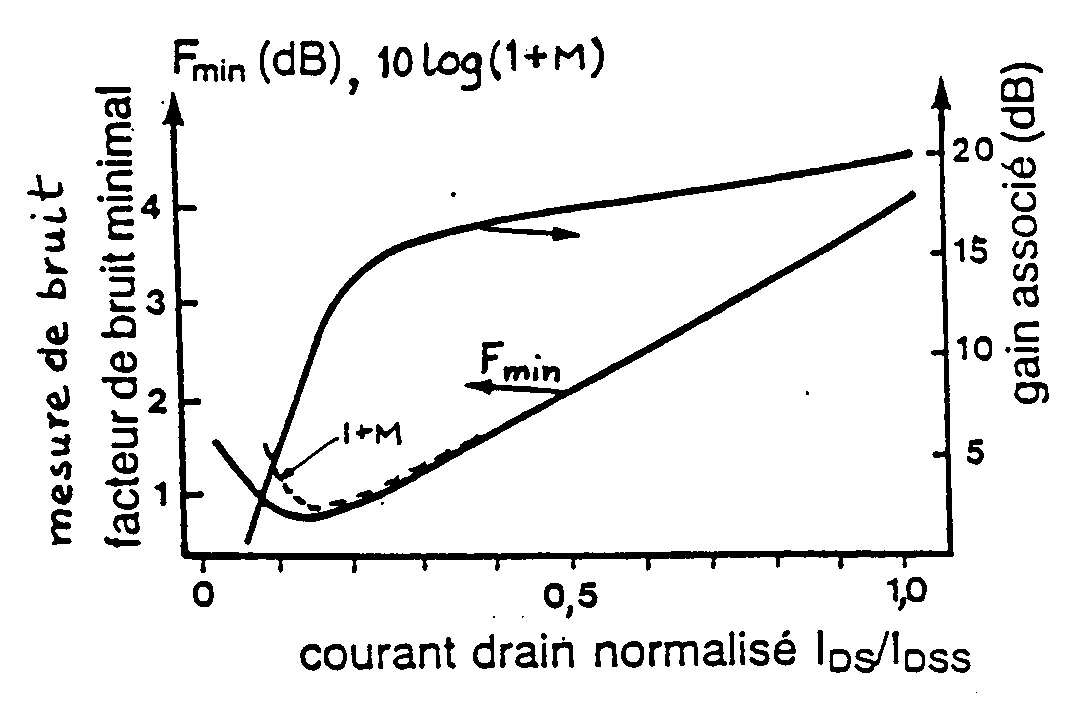 Fmin (dB), 10 log(1+M)
mesure de bruit
facteur de bruit minimal
4
3
2
1
20
15
10
5
gain associé (dB)
Fmin
1+M
0
0,5
1,0
courant drain normalisé IDS/IDSS